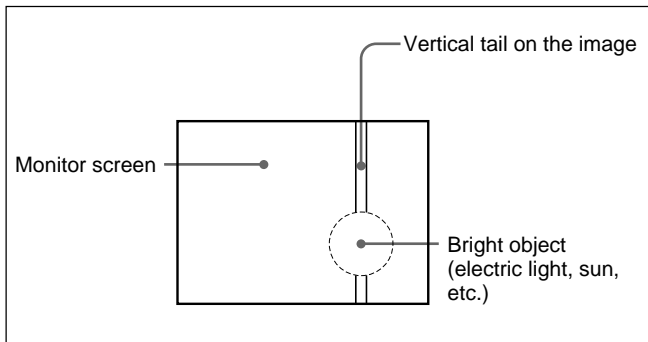 Vertical tail on the image
Monitor screen
Bright object
(electric light, sun,
etc.)